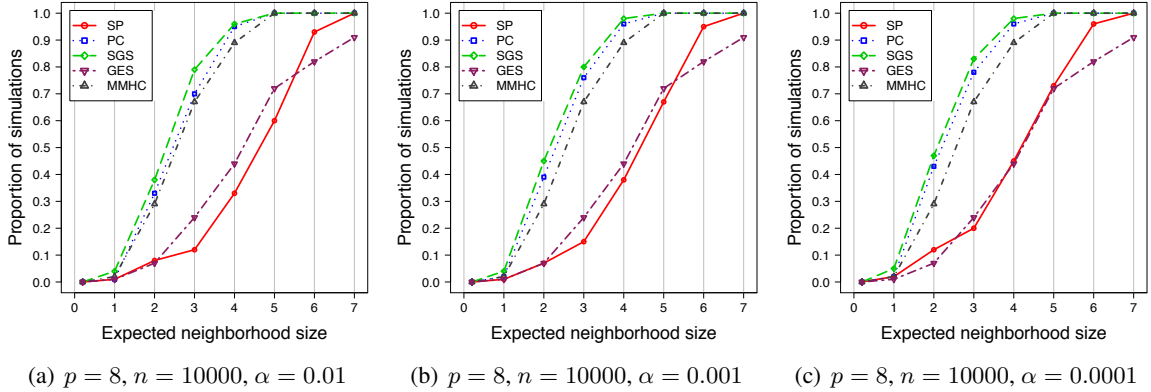 Proportion of simulations
1.0
0.9
0.8
0.7
0.6
0.5
0.4
0.3
0.2
0.1
0.0
SP
PC
SGS
GES
MMHC
0 1 2 3 4 5 6 7
Expected neighborhood size
(a) p = 8, n = 10000, α = 0.01
Proportion of simulations
1.0
0.9
0.8
0.7
0.6
0.5
0.4
0.3
0.2
0.1
0.0
SP
PC
SGS
GES
MMHC
0 1 2 3 4 5 6 7
Expected neighborhood size
(b) p = 8, n = 10000, α = 0.001
Proportion of simulations
1.0
0.9
0.8
0.7
0.6
0.5
0.4
0.3
0.2
0.1
0.0
SP
PC
SGS
GES
MMHC
0 1 2 3 4 5 6 7
Expected neighborhood size
(c) p = 8, n = 10000, α = 0.0001